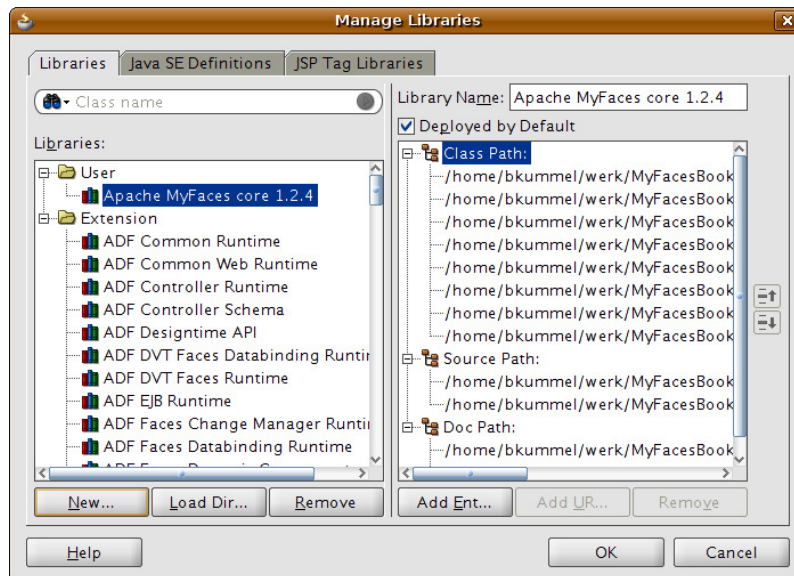 Manage Libraries
Libraries
Java SE Definitions
JSP Tag Libraries
Class name
Libraries:
User
Apache MyFaces core 1.2.4
Extension
ADF Common Runtime
ADF Common Web Runtime
ADF Controller Runtime
ADF Controller Schema
ADF Designtime API
ADF DVT Faces Databinding Runtin
ADF DVT Faces Runtime
ADF EJB Runtime
ADF Faces Change Manager Runtin
ADF Faces Databinding Runtime
New...
Load Dir...
Remove
Library Name: Apache MyFaces core 1.2.4
Deployed by Default
Class Path:
/home/bkummel/werk/MyFacesBook
/home/bkummel/werk/MyFacesBook
/home/bkummel/werk/MyFacesBook
/home/bkummel/werk/MyFacesBook
/home/bkummel/werk/MyFacesBook
/home/bkummel/werk/MyFacesBook
/home/bkummel/werk/MyFacesBook
/home/bkummel/werk/MyFacesBook
Source Path:
/home/bkummel/werk/MyFacesBook
/home/bkummel/werk/MyFacesBook
Doc Path:
/home/bkummel/werk/MyFacesBook
Add Ent...
Add UR...
Remove
Help
OK
Cancel